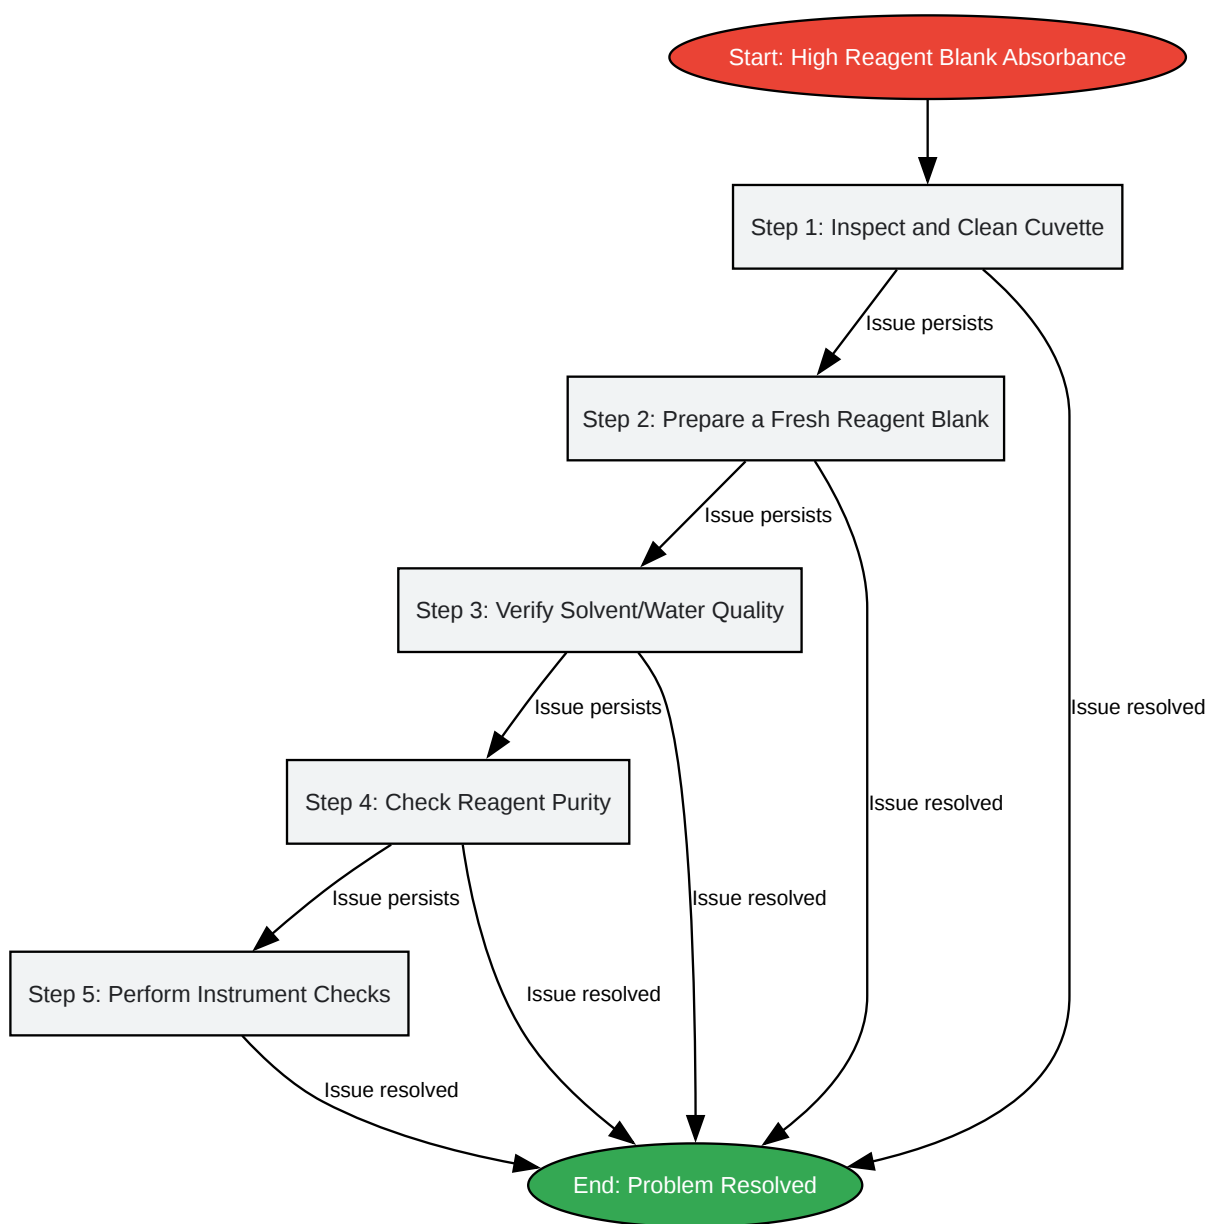 Start: High Reagent Blank Absorbance
Step 1: Inspect and Clean Cuvette
Issue persists
Step 2: Prepare a Fresh Reagent Blank
Issue persists
Step 3: Verify Solvent/Water Quality
Issue persists
Issue resolved
Step 4: Check Reagent Purity
Issue resolved
Issue persists
Issue resolved
Step 5: Perform Instrument Checks
Issue resolved
Issue resolved
End: Problem Resolved